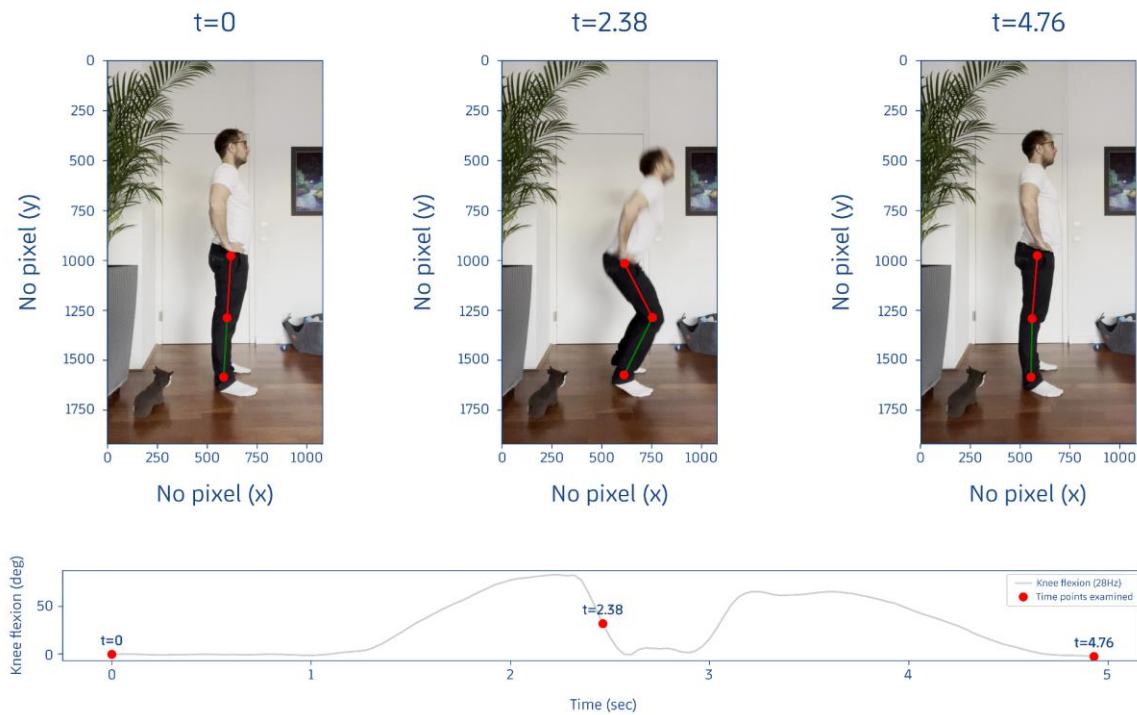 t=0
t=2.38
t=4.76
0
250
500
750
1000
1250
1500
1750
No pixel (y)
0 250 500 750 1000
No pixel (x)
0
250
500
750
1000
1250
1500
1750
No pixel (y)
0 250 500 750 1000
No pixel (x)
0
250
500
750
1000
1250
1500
1750
No pixel (y)
0 250 500 750 1000
No pixel (x)
Knee flexion (deg)
50
0
t=0
t=2.38
t=4.76
Knee flexion (28Hz)
Time points examined
0 1 2 3 4 5
Time (sec)